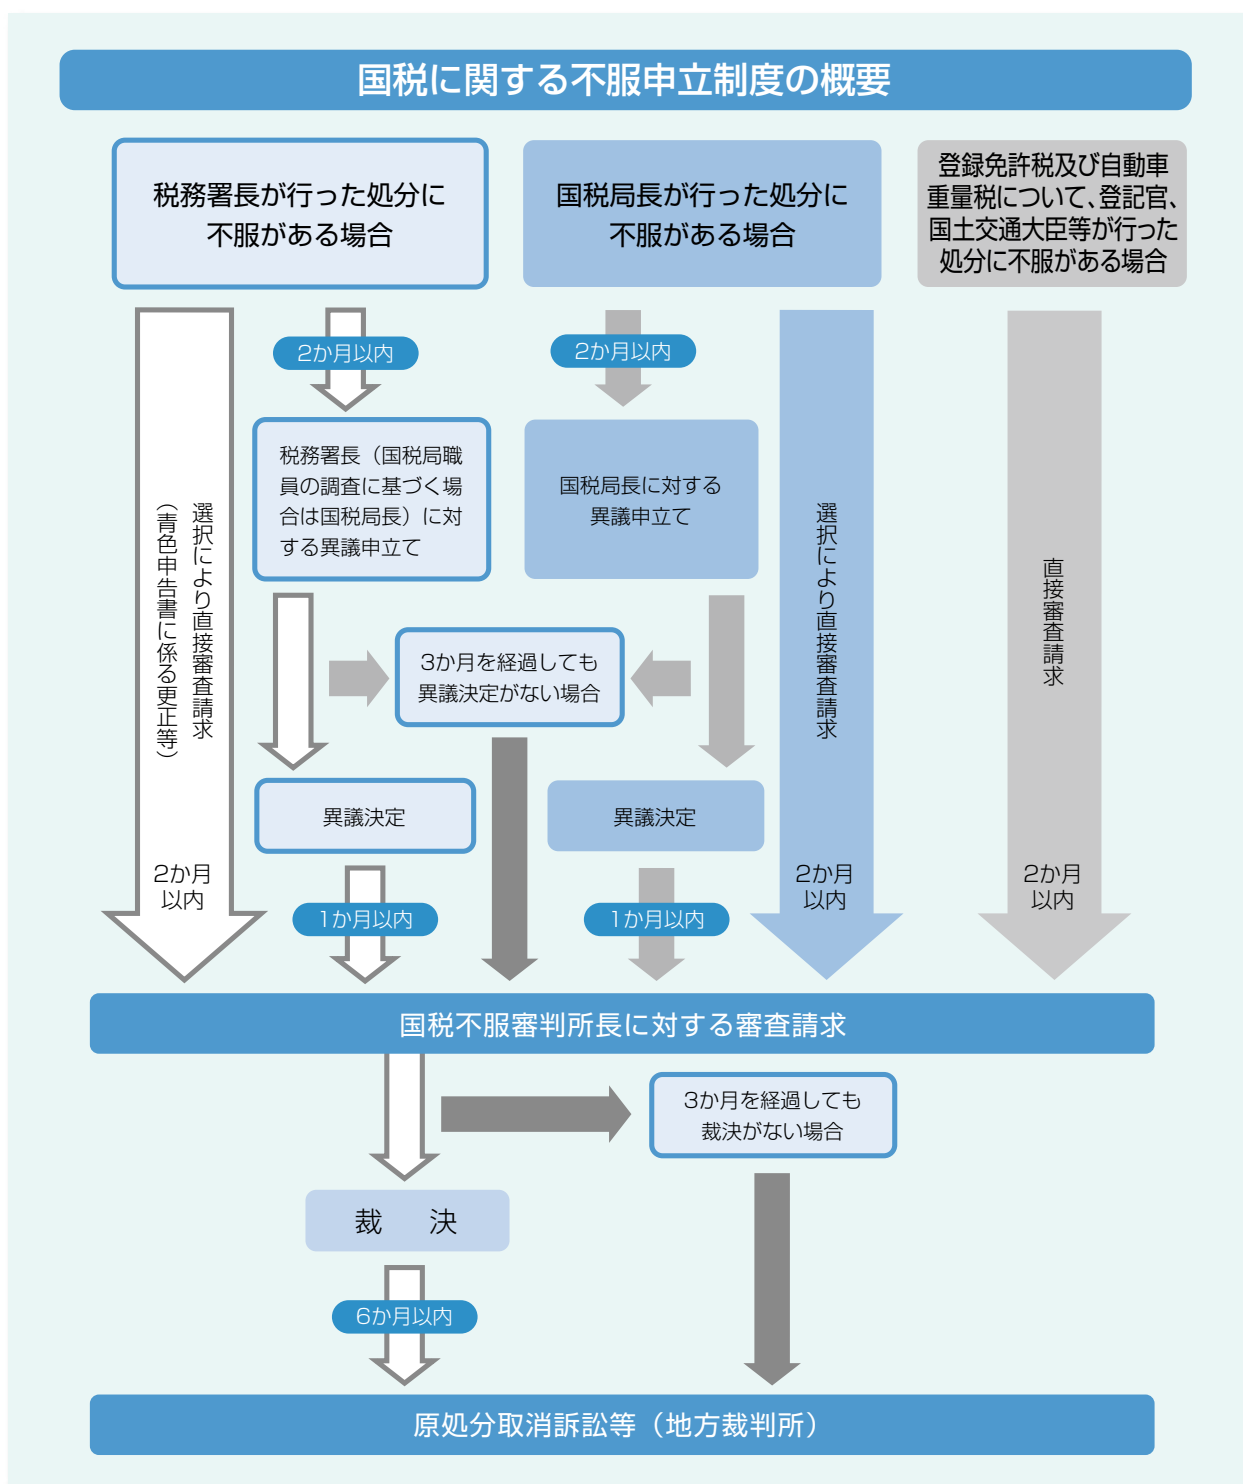 国税に関する不服申立制度の概要
税務署長が行った処分に
不服がある場合
国税局長が行った処分に
不服がある場合
登録免許税及び自動車
重量税について、登記官、
国土交通大臣等が行った
処分に不服がある場合
2か月以内
2か月以内
税務署長（国税局職
員の調査に基づく場
合は国税局長）に対
する異議申立て
国税局長に対する
異議申立て
選択により直接審査請求
（青色申告書に係る更正等）
選択により直接審査請求
直接審査請求
3か月を経過しても
異議決定がない場合
異議決定
異議決定
2か月
以内
1か月以内
1か月以内
2か月
以内
2か月
以内
国税不服審判所長に対する審査請求
3か月を経過しても
裁決がない場合
裁　決
6か月以内
原処分取消訴訟等（地方裁判所）